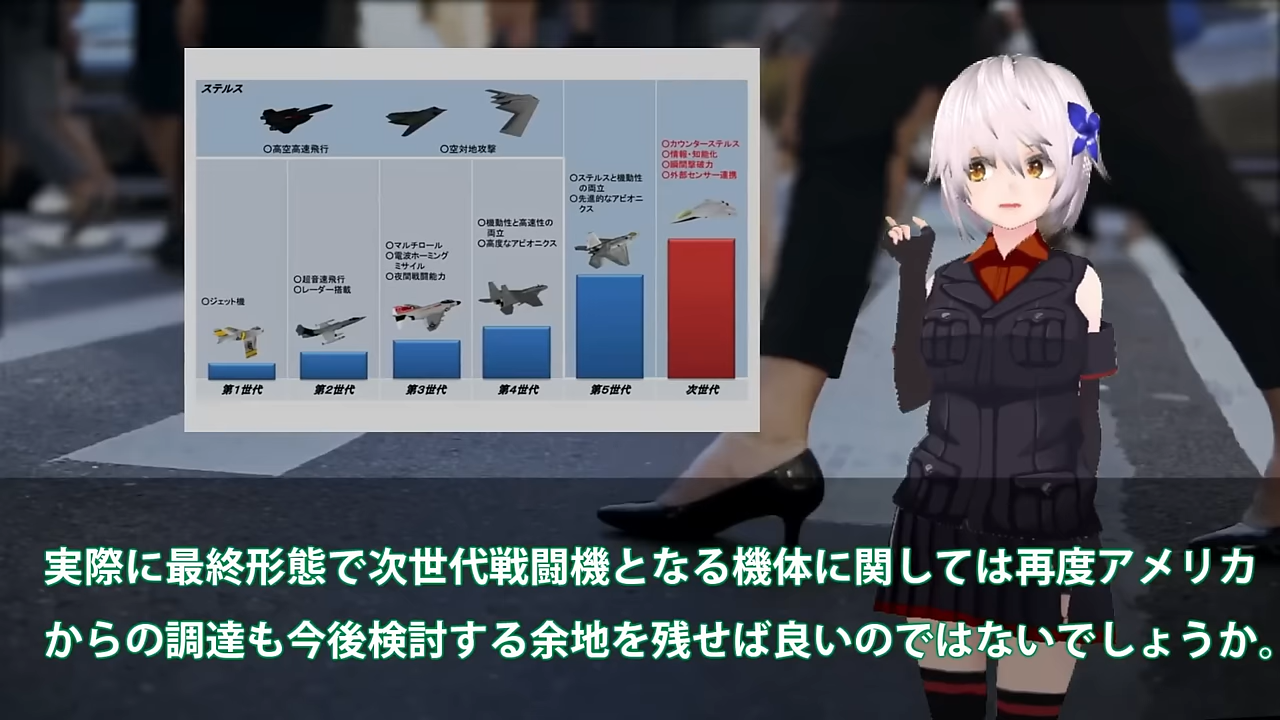 ステルス
○高空高速飛行
○空対地攻撃
○カウンターステルス
○情報・知能化
○瞬間撃破力
○外部センサー連携
○ステルスと機動性
の両立
○先進的なアビオニ
クス
○機動性と高速性の
両立
○高度なアビオニクス
○マルチロール
○電波ホーミング
ミサイル
○夜間戦闘能力
○超音速飛行
○レーダー搭載
○ジェット機
第1世代
第2世代
第3世代
第4世代
第5世代
次世代
実際に最終形態で次世代戦闘機となる機体に関しては再度アメリカ
からの調達も今後検討する余地を残せば良いのではないでしょうか。